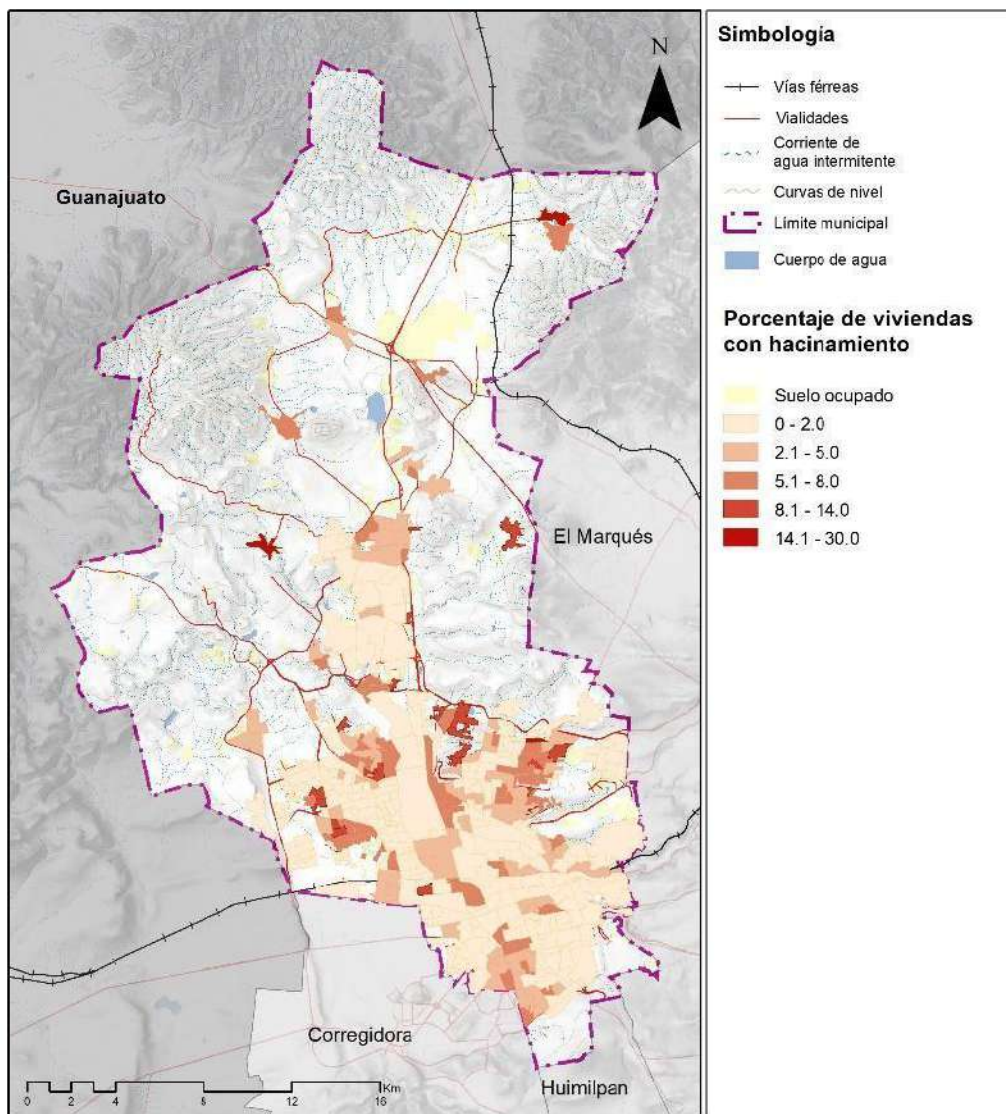 N
Guanajuato
El Marqués
Corregidora
Huimilpan
Km
0 2 4 8 12 16
Simbología
Vías férreas
Vialidades
Corriente de
agua intermitente
Curvas de nivel
Límite municipal
Cuerpo de agua
Porcentaje de viviendas
con hacinamiento
Suelo ocupado
0 - 2.0
2.1 - 5.0
5.1 - 8.0
8.1 - 14.0
14.1 - 30.0